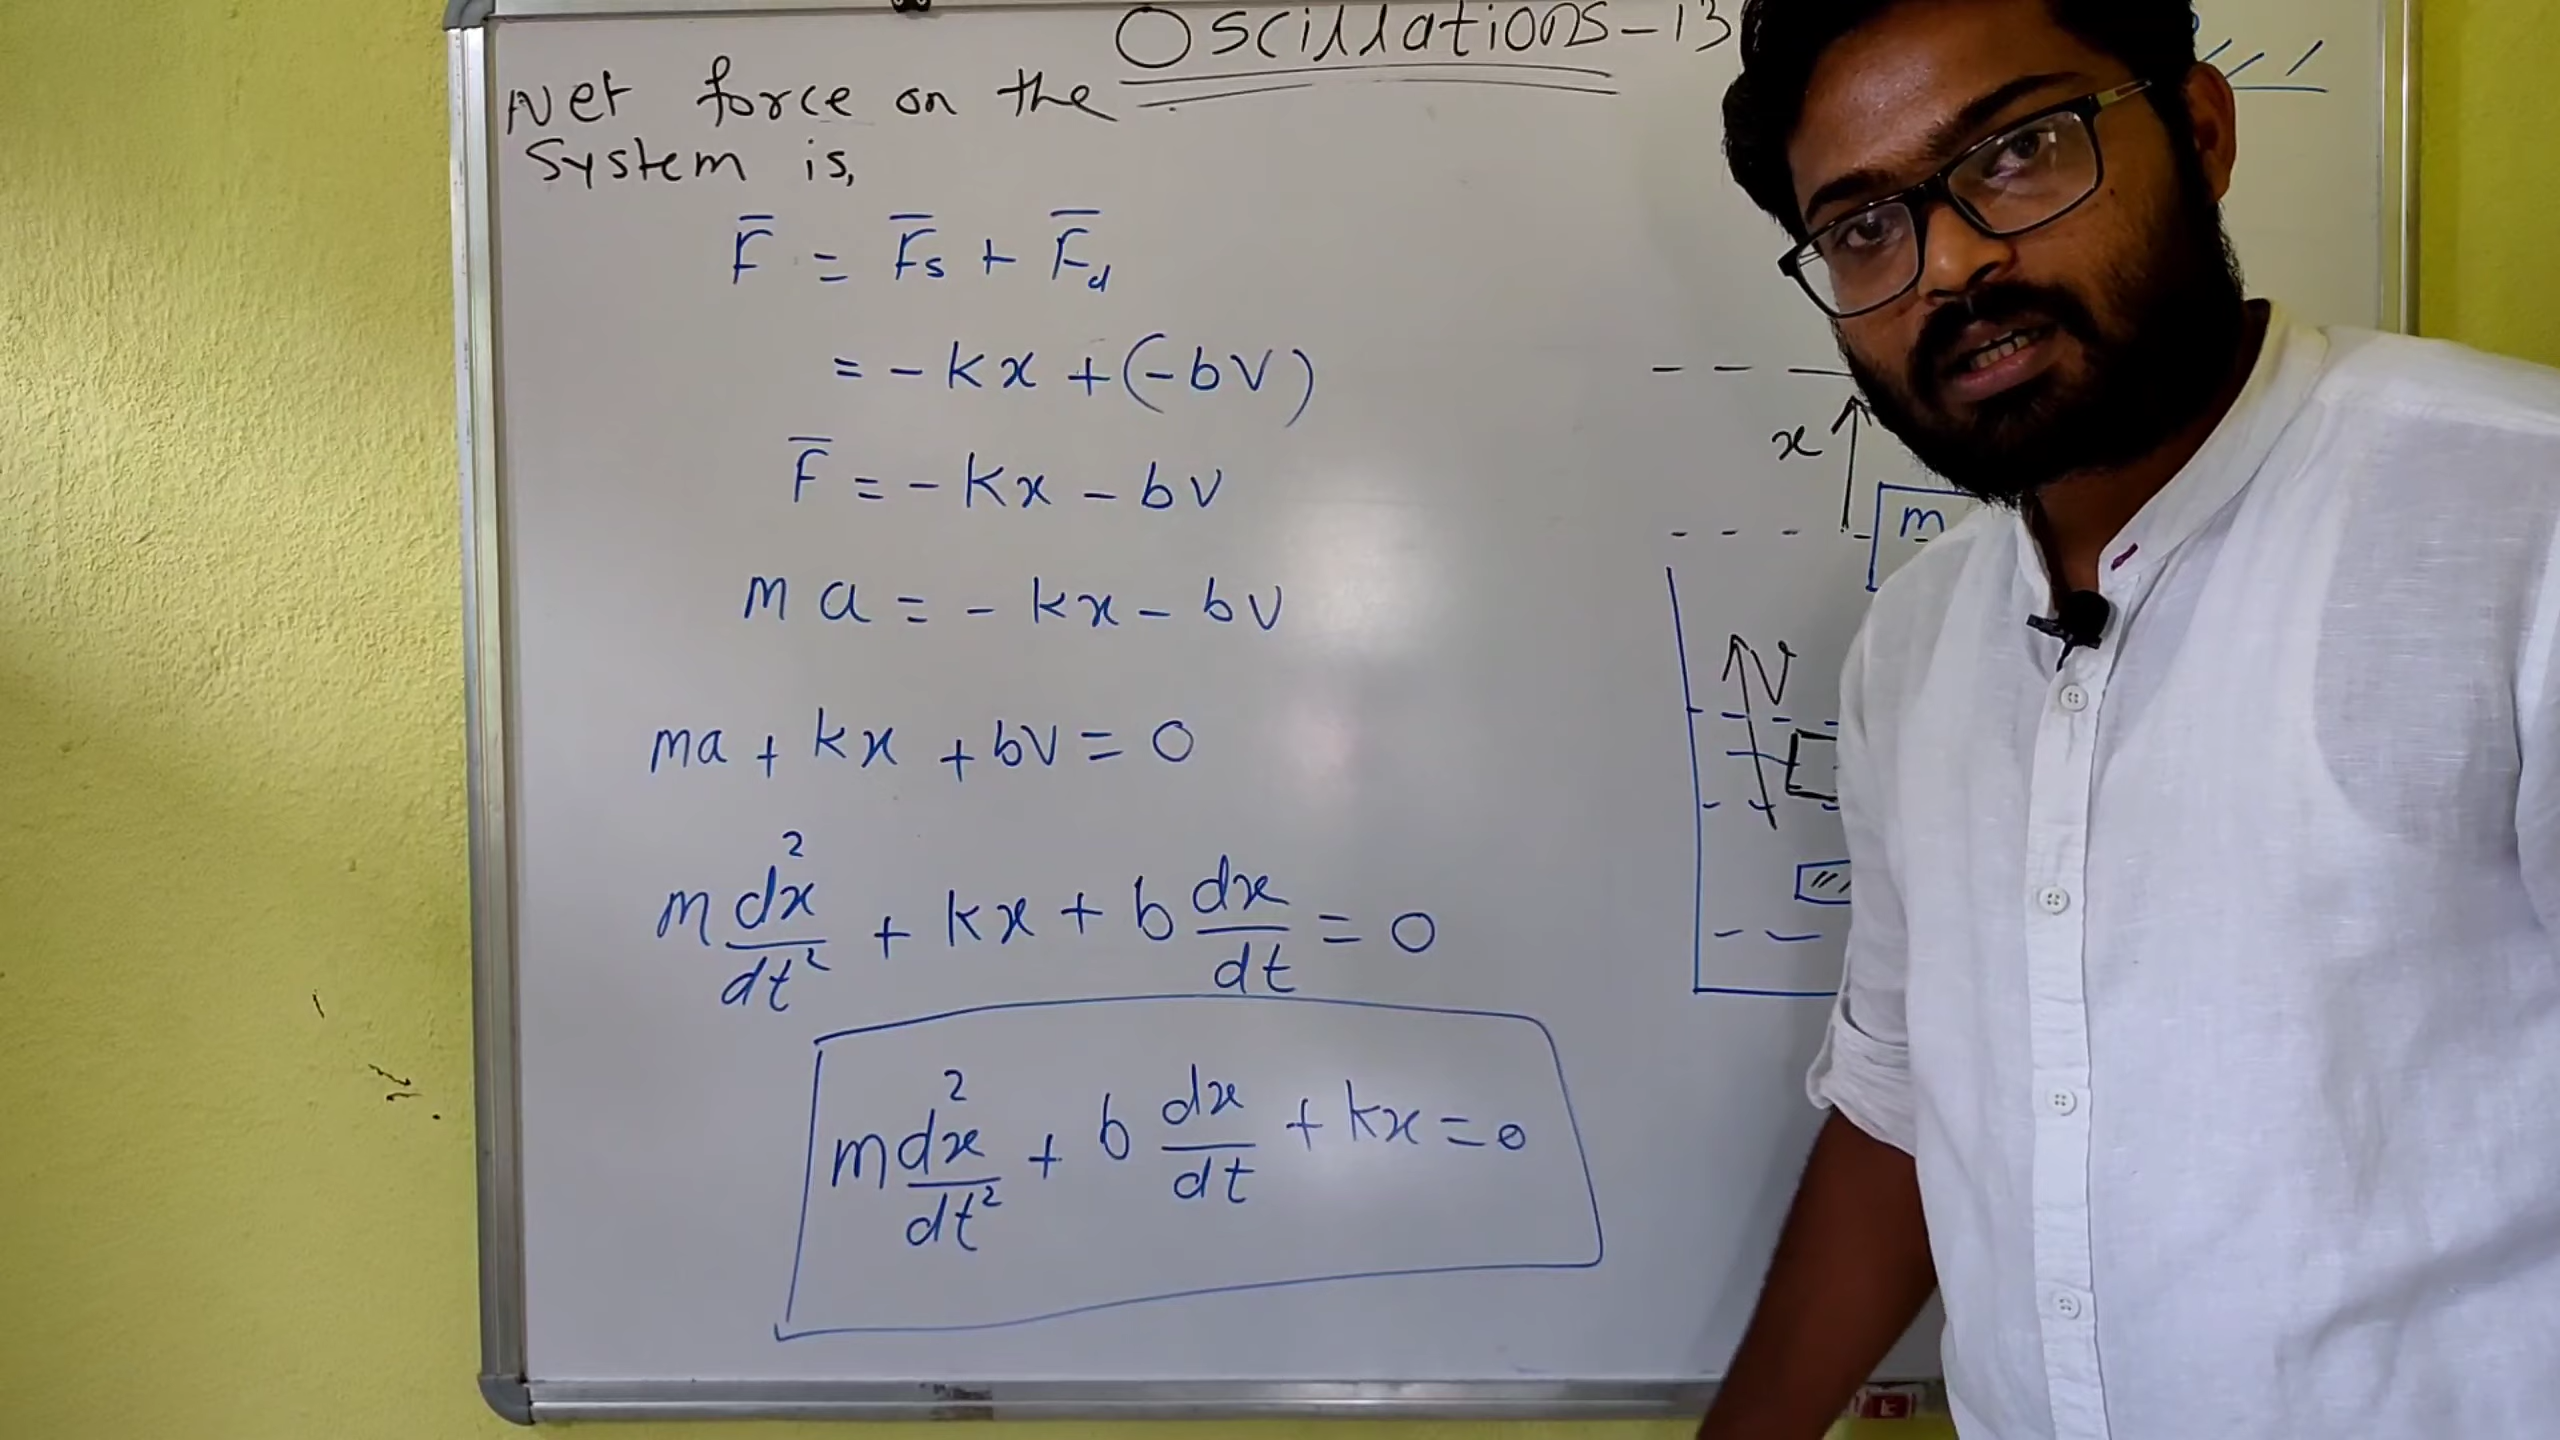 Oscillations-13
Net force on the
System is,
F̅ = F̅s + F̅d
= - kx + (-bv)
F̅ = - kx - bv
ma = - kx - bv
ma + kx + bv = 0
m d²x/dt² + kx + b dx/dt = 0
m d²x/dt² + b dx/dt + kx = 0
x
m
V